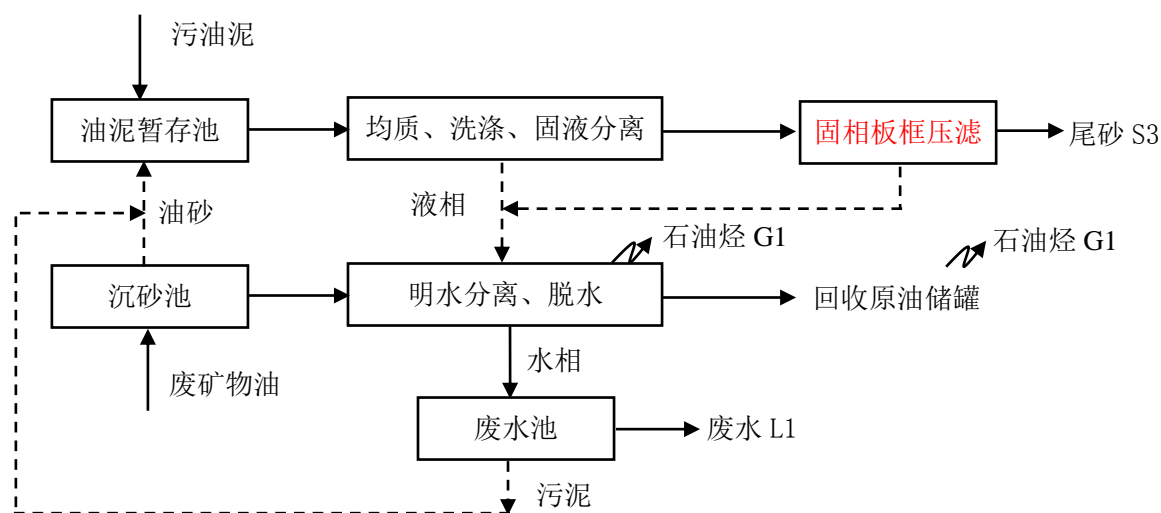 污油泥
油泥暂存池
均质、洗涤、固液分离
固相板框压滤
尾砂 S3
油砂
液相
石油烃 G1
石油烃 G1
沉砂池
明水分离、脱水
回收原油储罐
水相
废矿物油
废水池
废水 L1
污泥